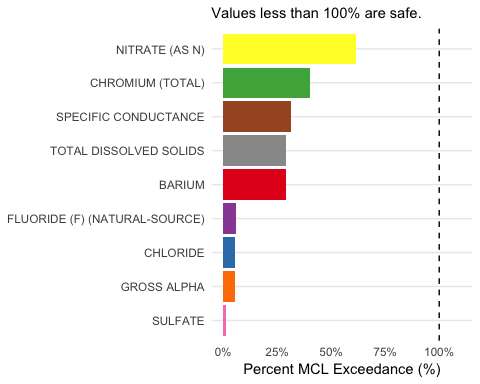 Values less than 100% are safe.
NITRATE (AS N)
CHROMIUM (TOTAL)
SPECIFIC CONDUCTANCE
TOTAL DISSOLVED SOLIDS
BARIUM
FLUORIDE (F) (NATURAL-SOURCE)
CHLORIDE
GROSS ALPHA
SULFATE
0% 25% 50% 75% 100%
Percent MCL Exceedance (%)